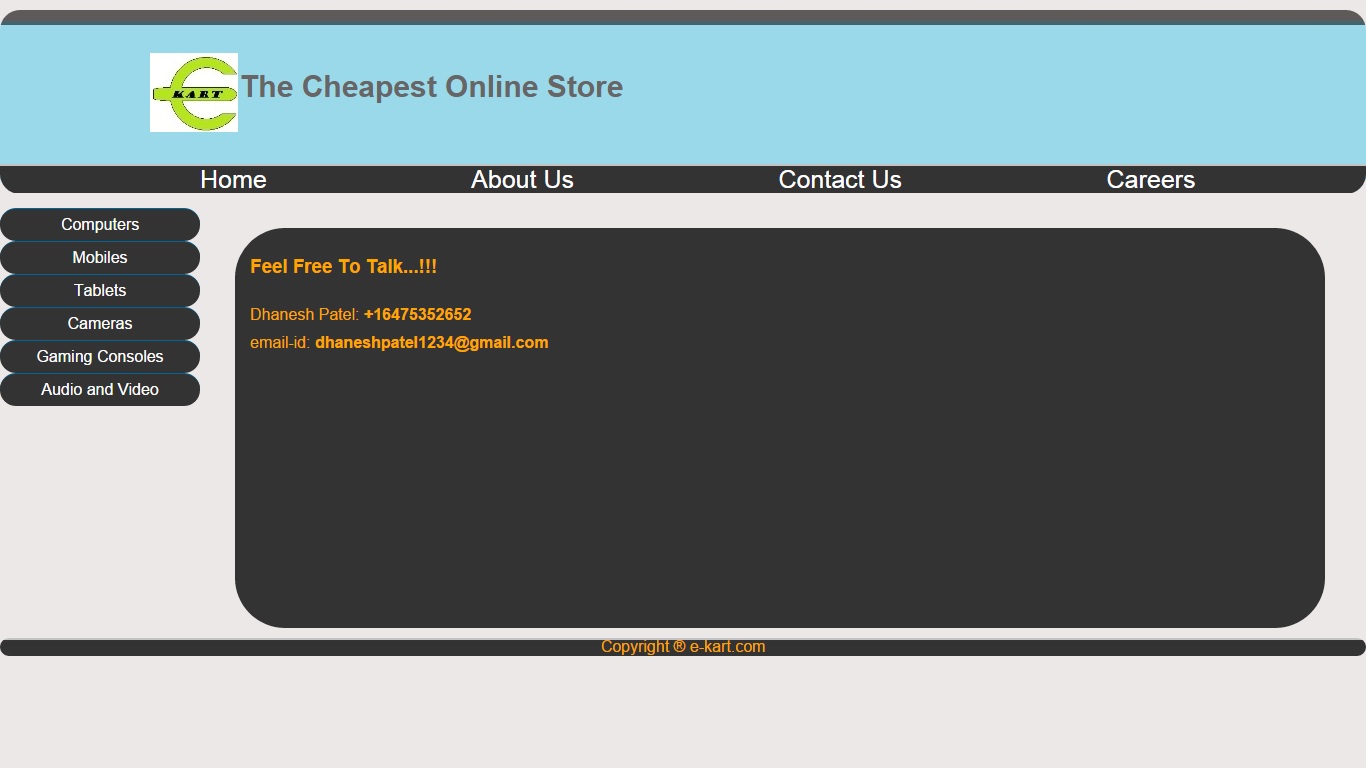 KART
The Cheapest Online Store
Home About Us Contact Us Careers
Computers
Mobiles
Tablets
Cameras
Gaming Consoles
Audio and Video
Feel Free To Talk...!!!
Dhanesh Patel: +16475352652
email-id: dhaneshpatel1234@gmail.com
Copyright ® e-kart.com